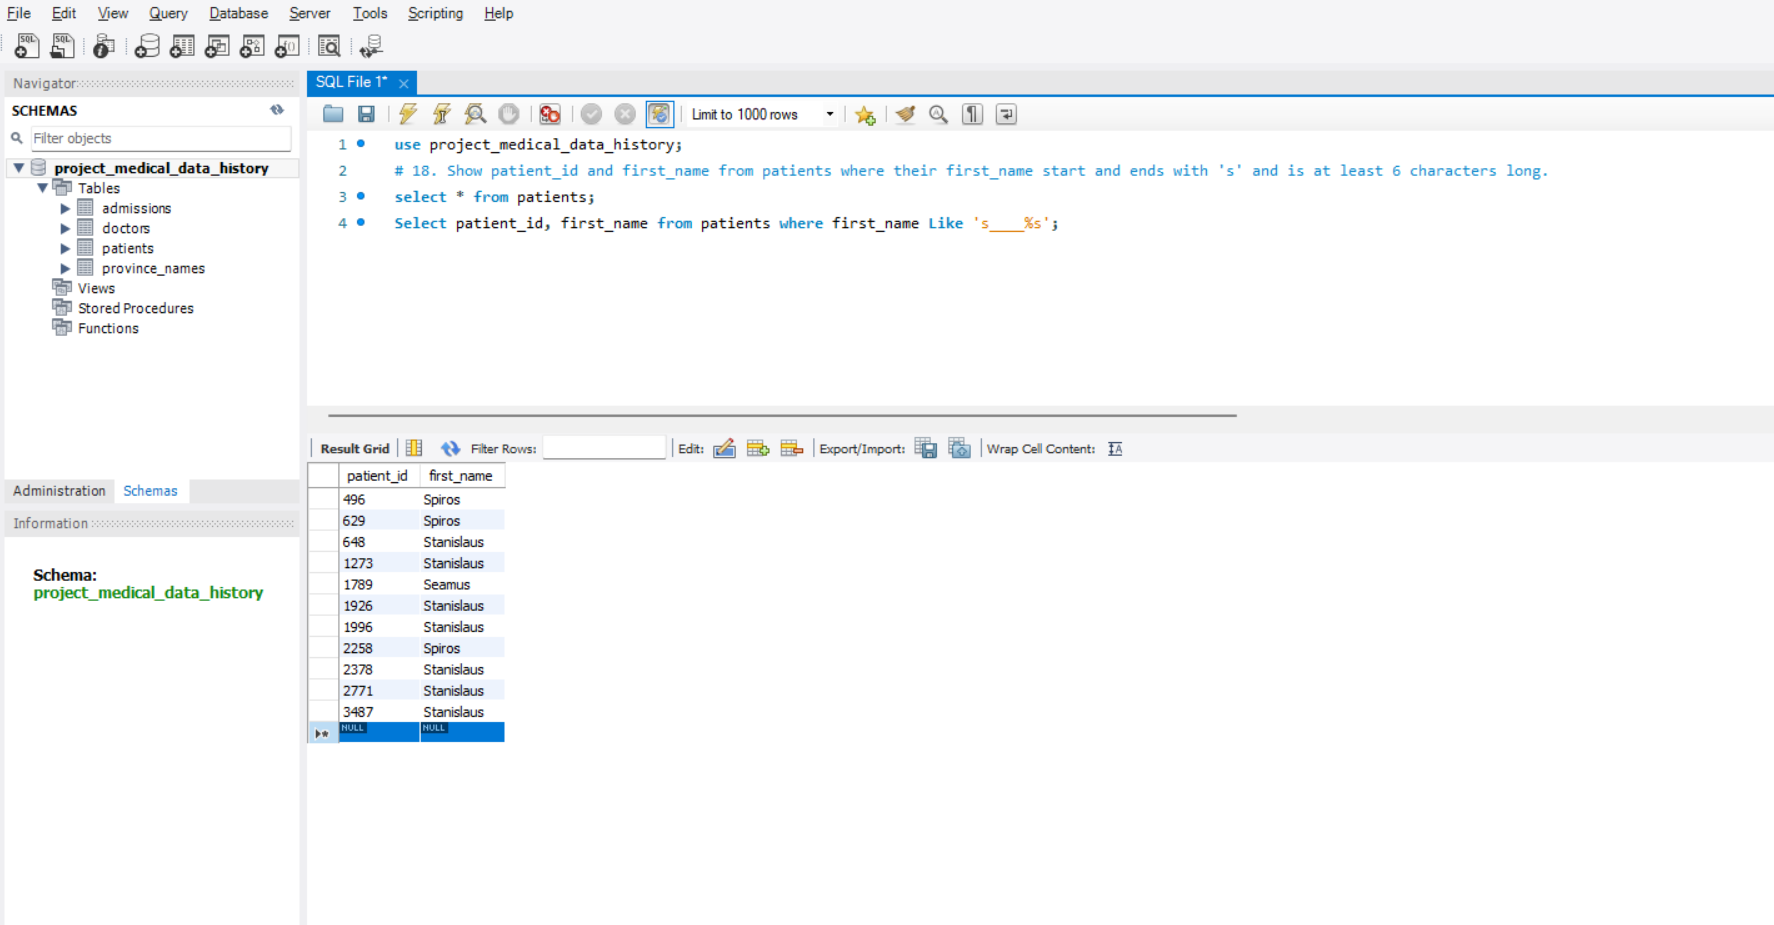 File Edit View Query Database Server Tools Scripting Help
Navigator
SCHEMAS
Filter objects
project_medical_data_history
Tables
admissions
doctors
patients
province_names
Views
Stored Procedures
Functions
Administration Schemas
Information
Schema:
project_medical_data_history
SQL File 1*
Limit to 1000 rows
1 use project_medical_data_history;
2 # 18. Show patient_id and first_name from patients where their first_name start and ends with 's' and is at least 6 characters long.
3 select * from patients;
4 Select patient_id, first_name from patients where first_name Like 's____%s';
Result Grid Filter Rows: Edit: Export/Import: Wrap Cell Content:
patient_id first_name
496 Spiros
629 Spiros
648 Stanislaus
1273 Stanislaus
1789 Seamus
1926 Stanislaus
1996 Stanislaus
2258 Spiros
2378 Stanislaus
2771 Stanislaus
3487 Stanislaus
NULL NULL